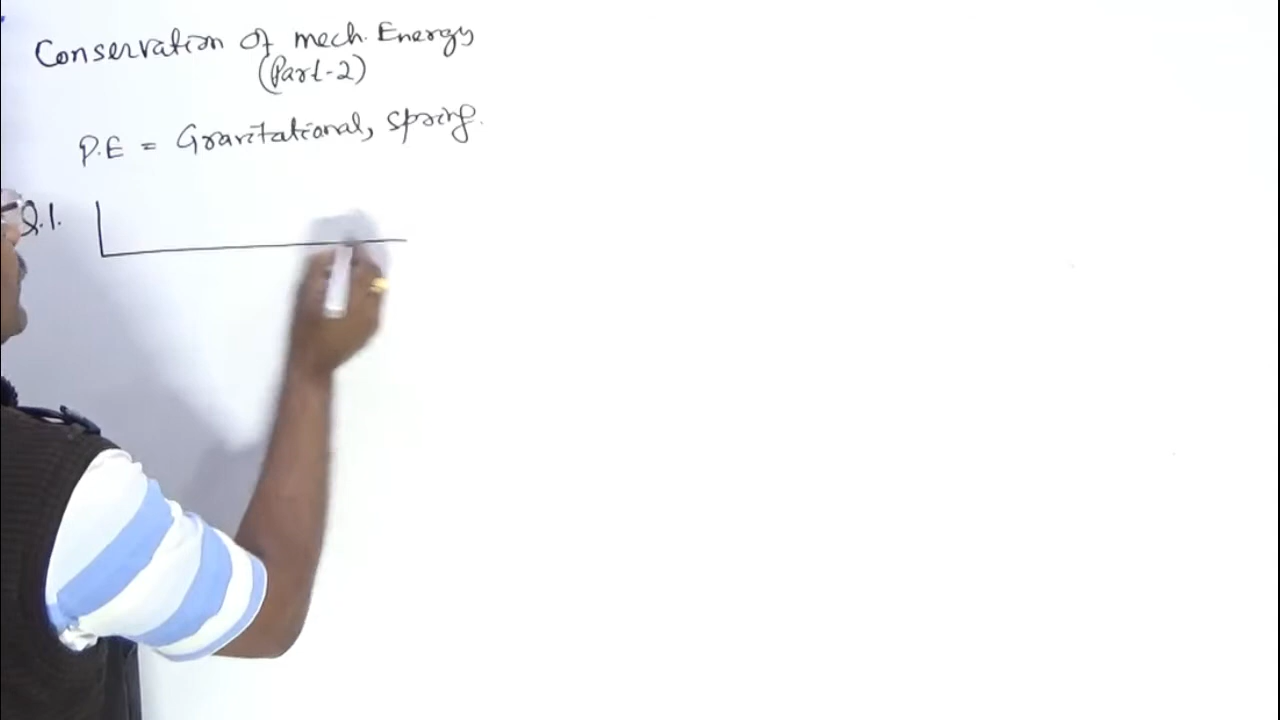 Conservation of mech. Energy
(Part-2)
P.E = Gravitational, spring.
Q.1.